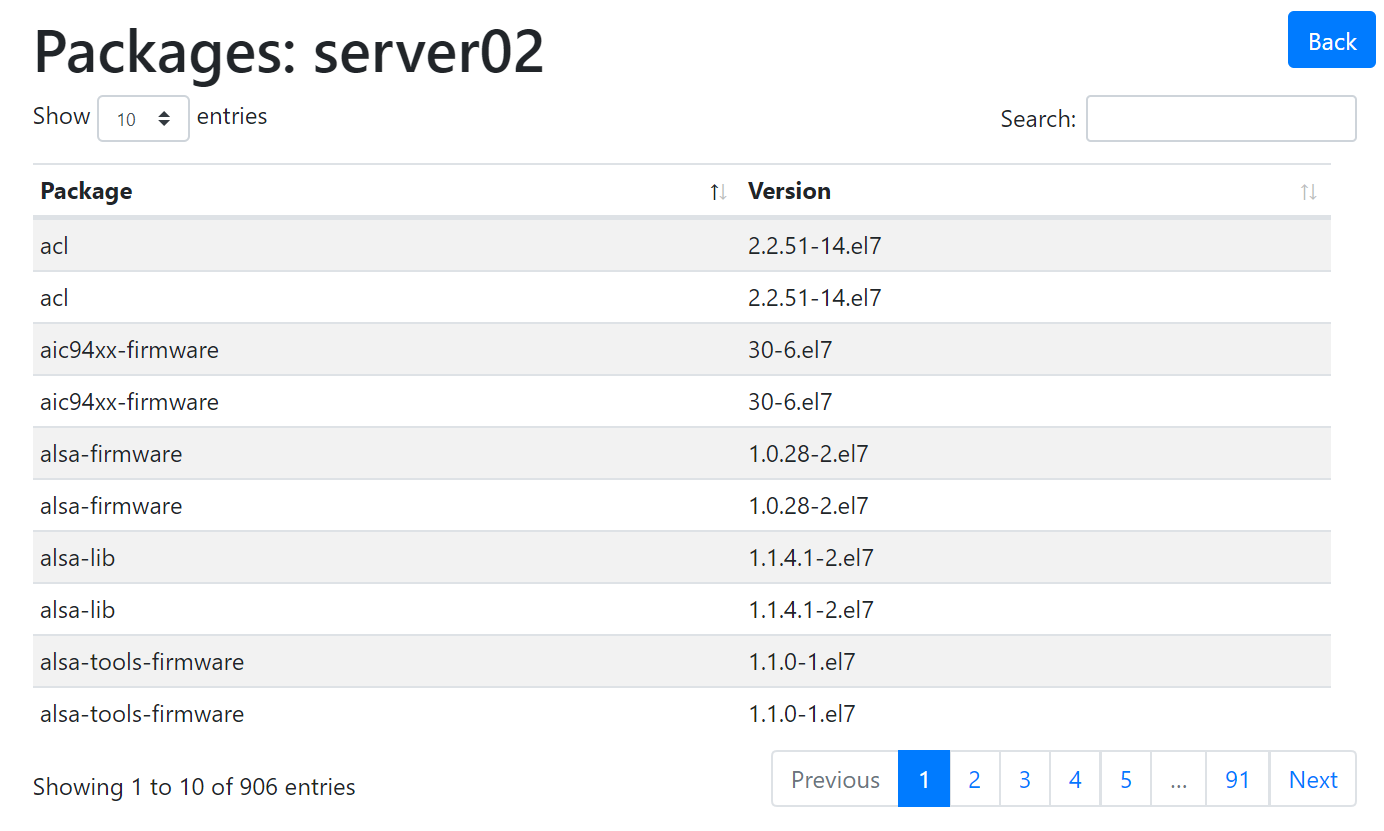 Packages: server02
Back
Show 10 entries
Search:
Package Version
acl 2.2.51-14.el7
acl 2.2.51-14.el7
aic94xx-firmware 30-6.el7
aic94xx-firmware 30-6.el7
alsa-firmware 1.0.28-2.el7
alsa-firmware 1.0.28-2.el7
alsa-lib 1.1.4.1-2.el7
alsa-lib 1.1.4.1-2.el7
alsa-tools-firmware 1.1.0-1.el7
alsa-tools-firmware 1.1.0-1.el7
Showing 1 to 10 of 906 entries
Previous 1 2 3 4 5 ... 91 Next